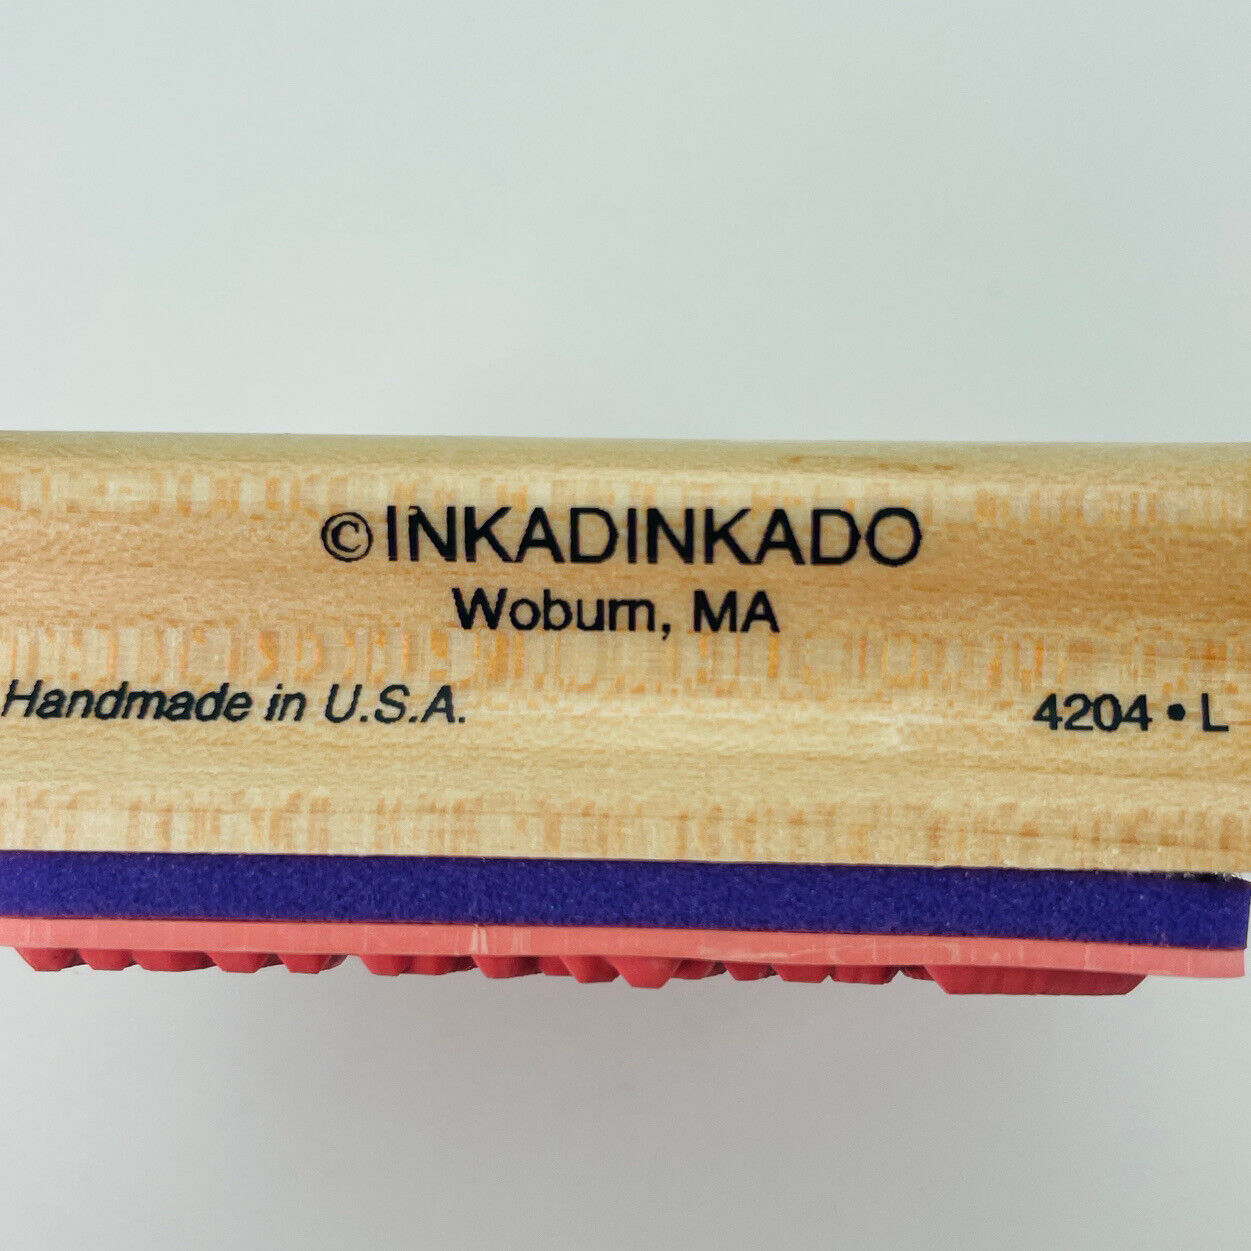 ©INKADINKADO
Woburn, MA
Handmade in U.S.A.
4204 • L